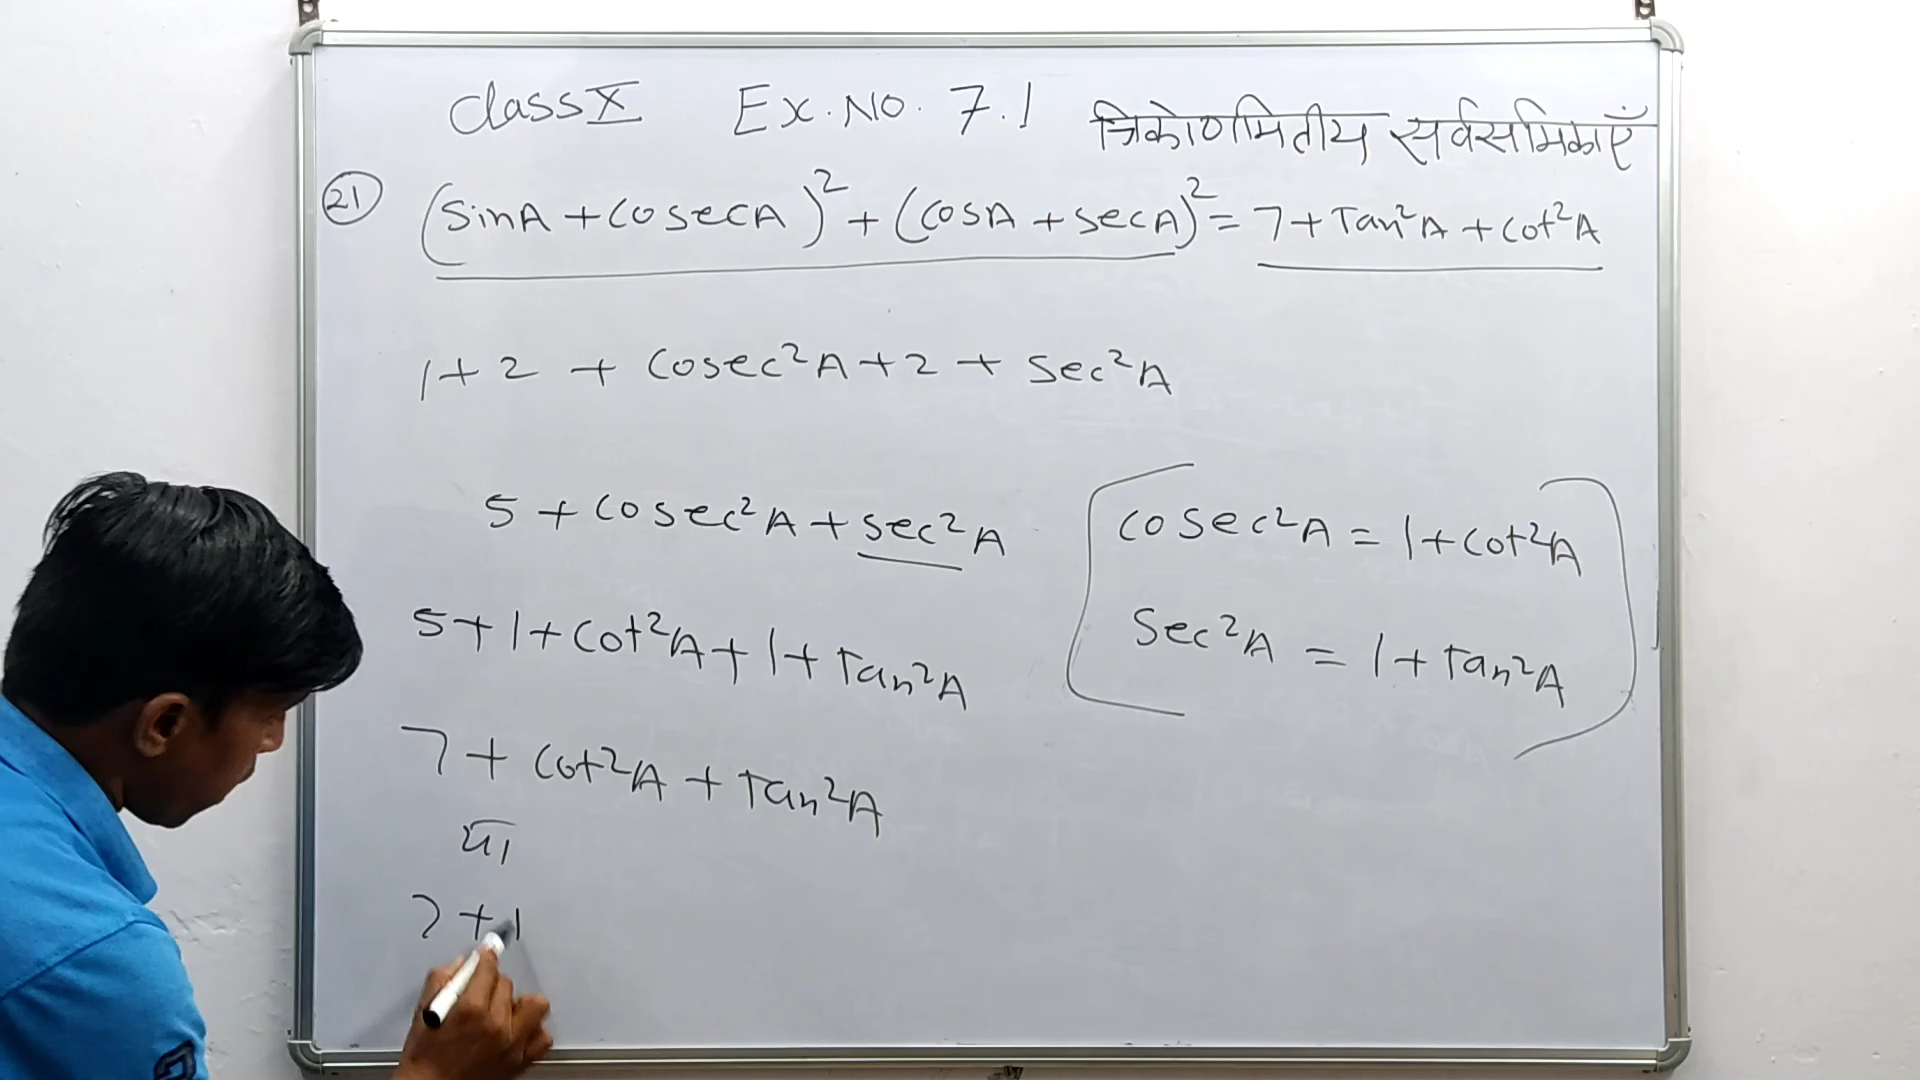 Class X Ex. No. 7.1 त्रिकोणमितीय सर्वसमिकाएँ
21 (SinA + CosecA)² + (CosA + SecA)² = 7 + Tan²A + Cot²A
1 + 2 + Cosec²A + 2 + Sec²A
5 + Cosec²A + Sec²A
Cosec²A = 1 + Cot²A
5 + 1 + Cot²A + 1 + Tan²A
Sec²A = 1 + Tan²A
7 + Cot²A + Tan²A
या
7 +